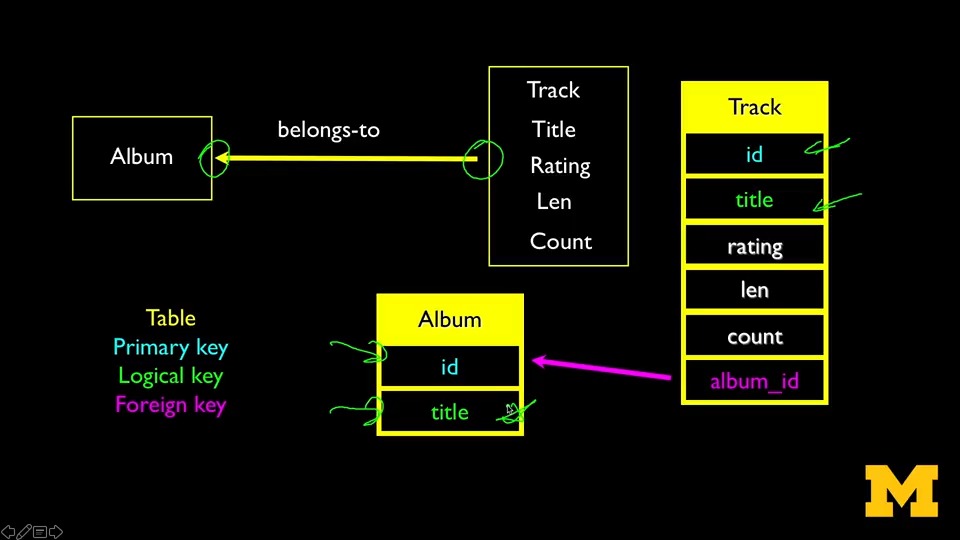 Album
belongs-to
Track
Title
Rating
Len
Count
Track
id
title
rating
len
count
album_id
Album
id
title
Table
Primary key
Logical key
Foreign key
M